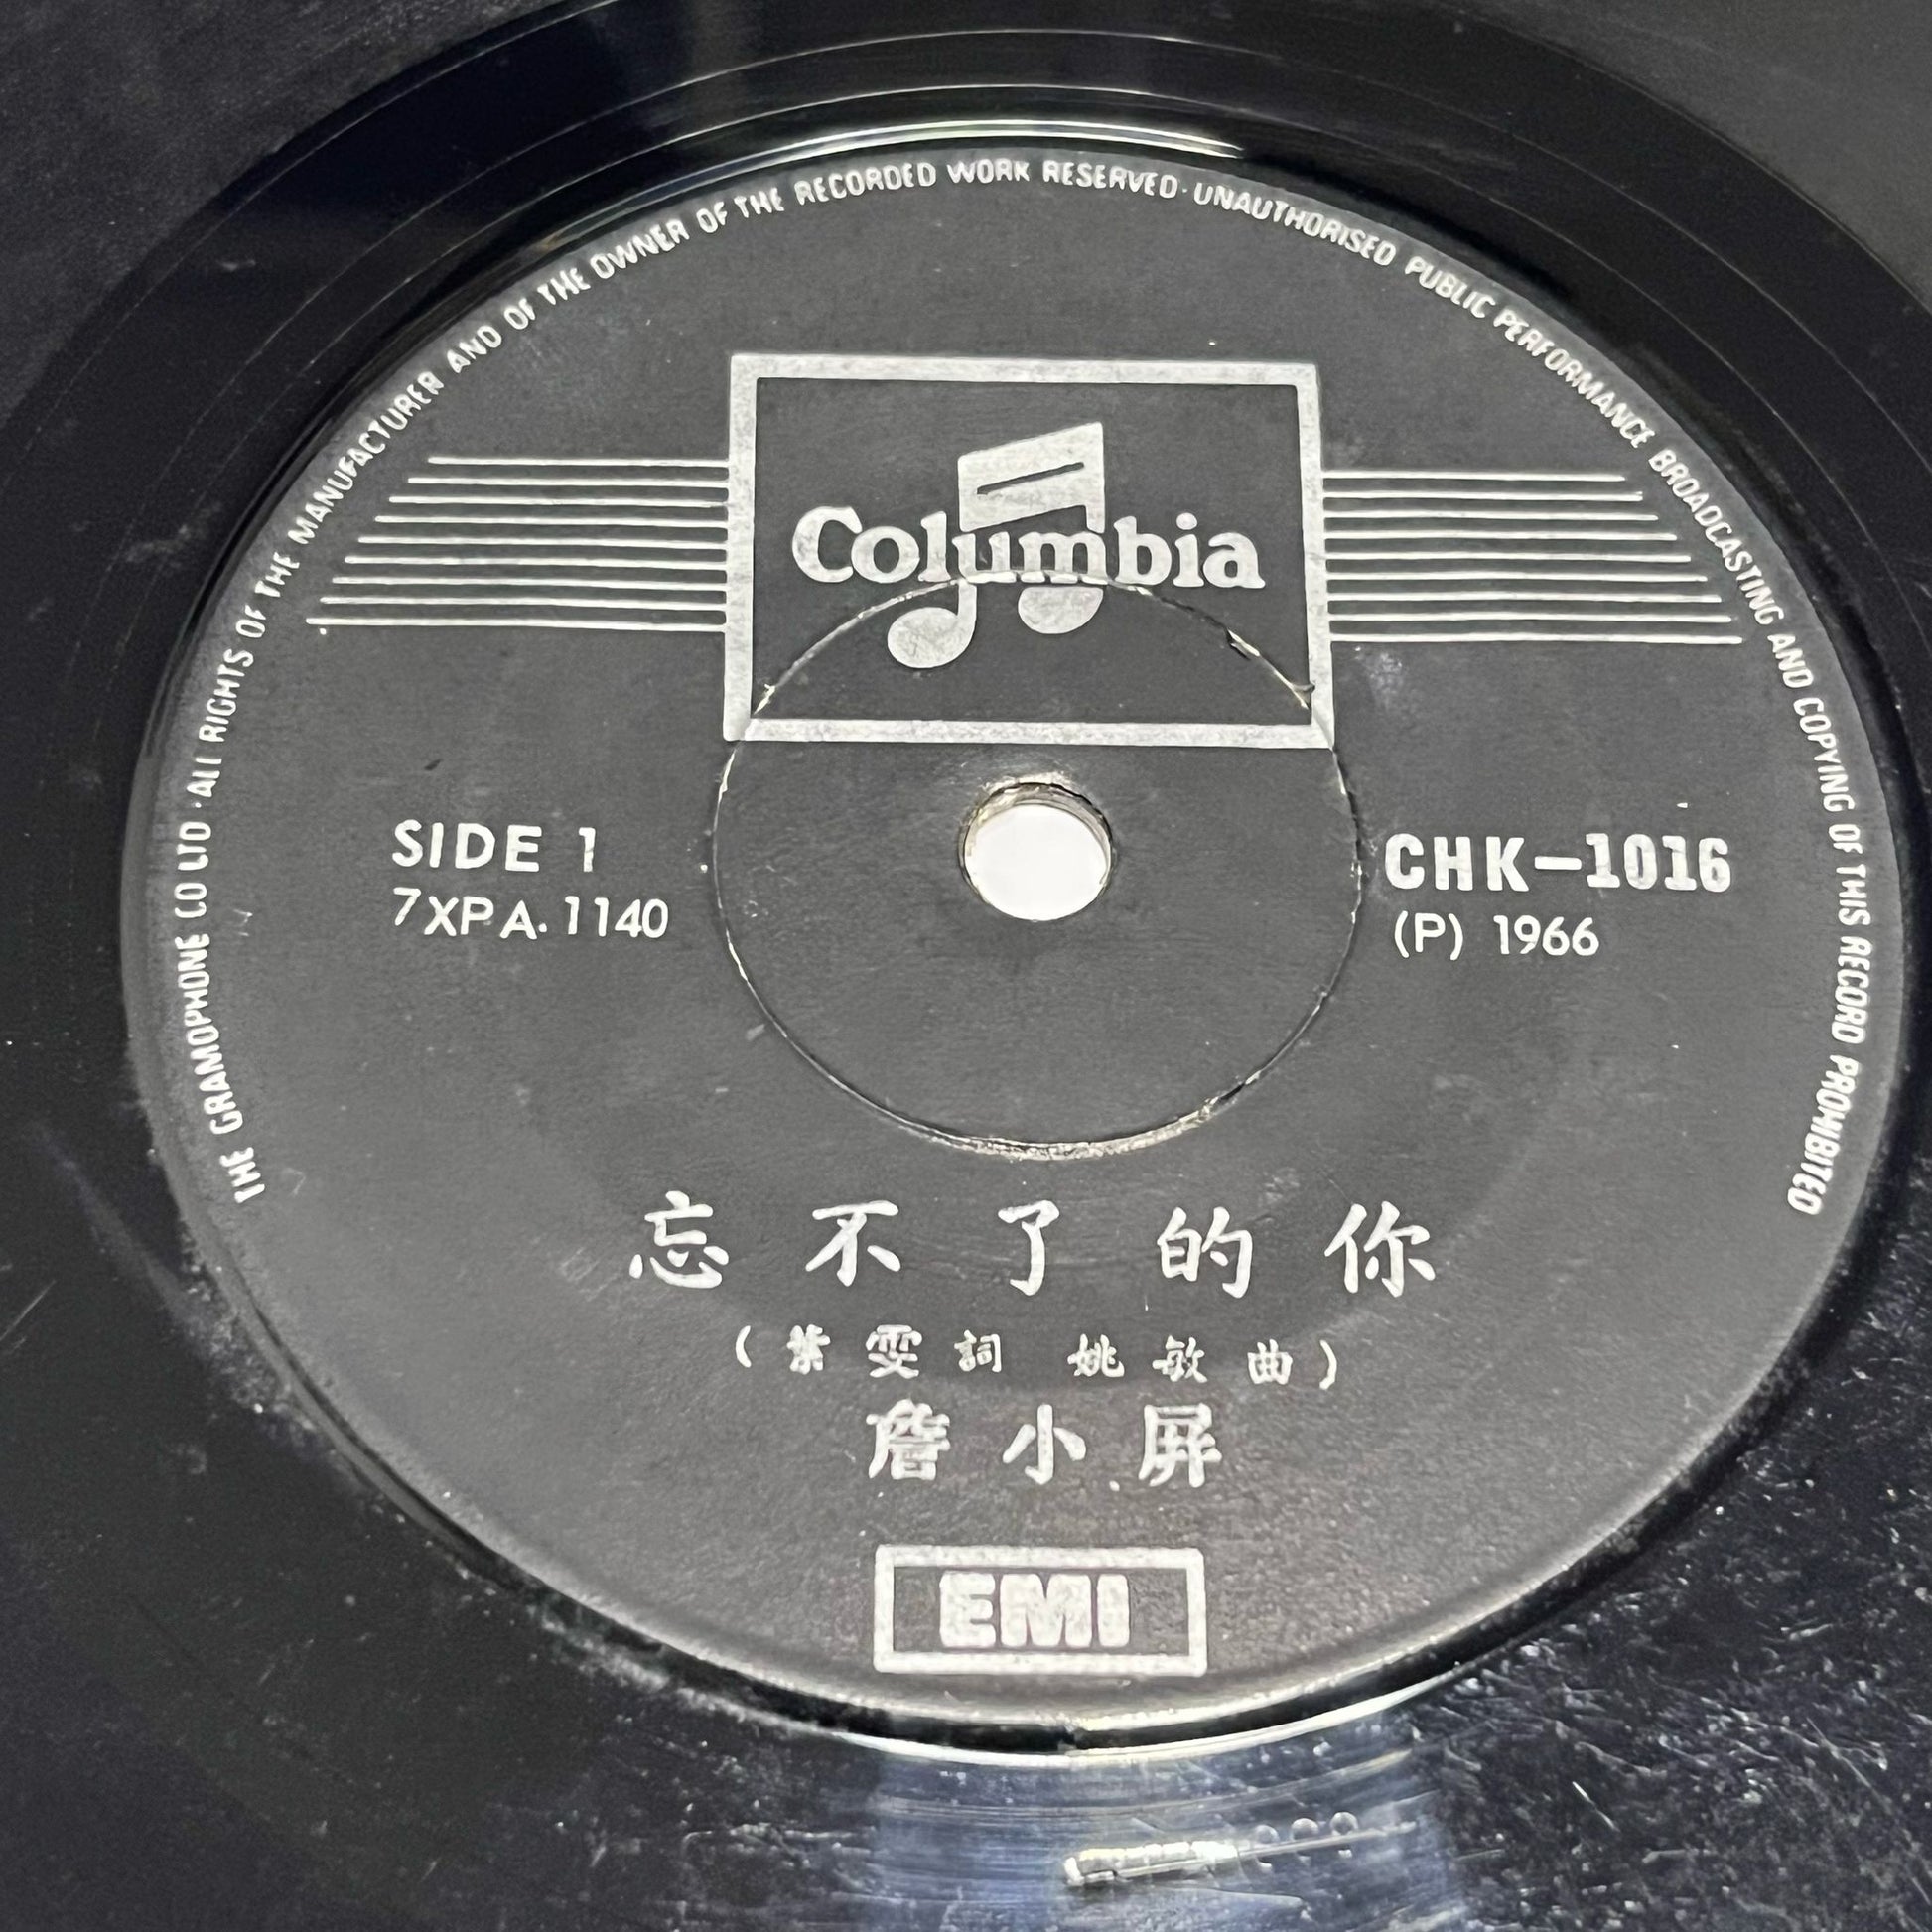 THE GRAMOPHONE CO LTD · ALL RIGHTS OF THE MANUFACTURER AND OF THE OWNER OF THE RECORDED WORK RESERVED · UNAUTHORISED PUBLIC PERFORMANCE BROADCASTING AND COPYING OF THIS RECORD PROHIBITED
Columbia
SIDE 1
7XPA. 1140
CHK-1016
(P) 1966
忘不了的你
(葉雯詞 姚敏曲)
詹小屏
EMI